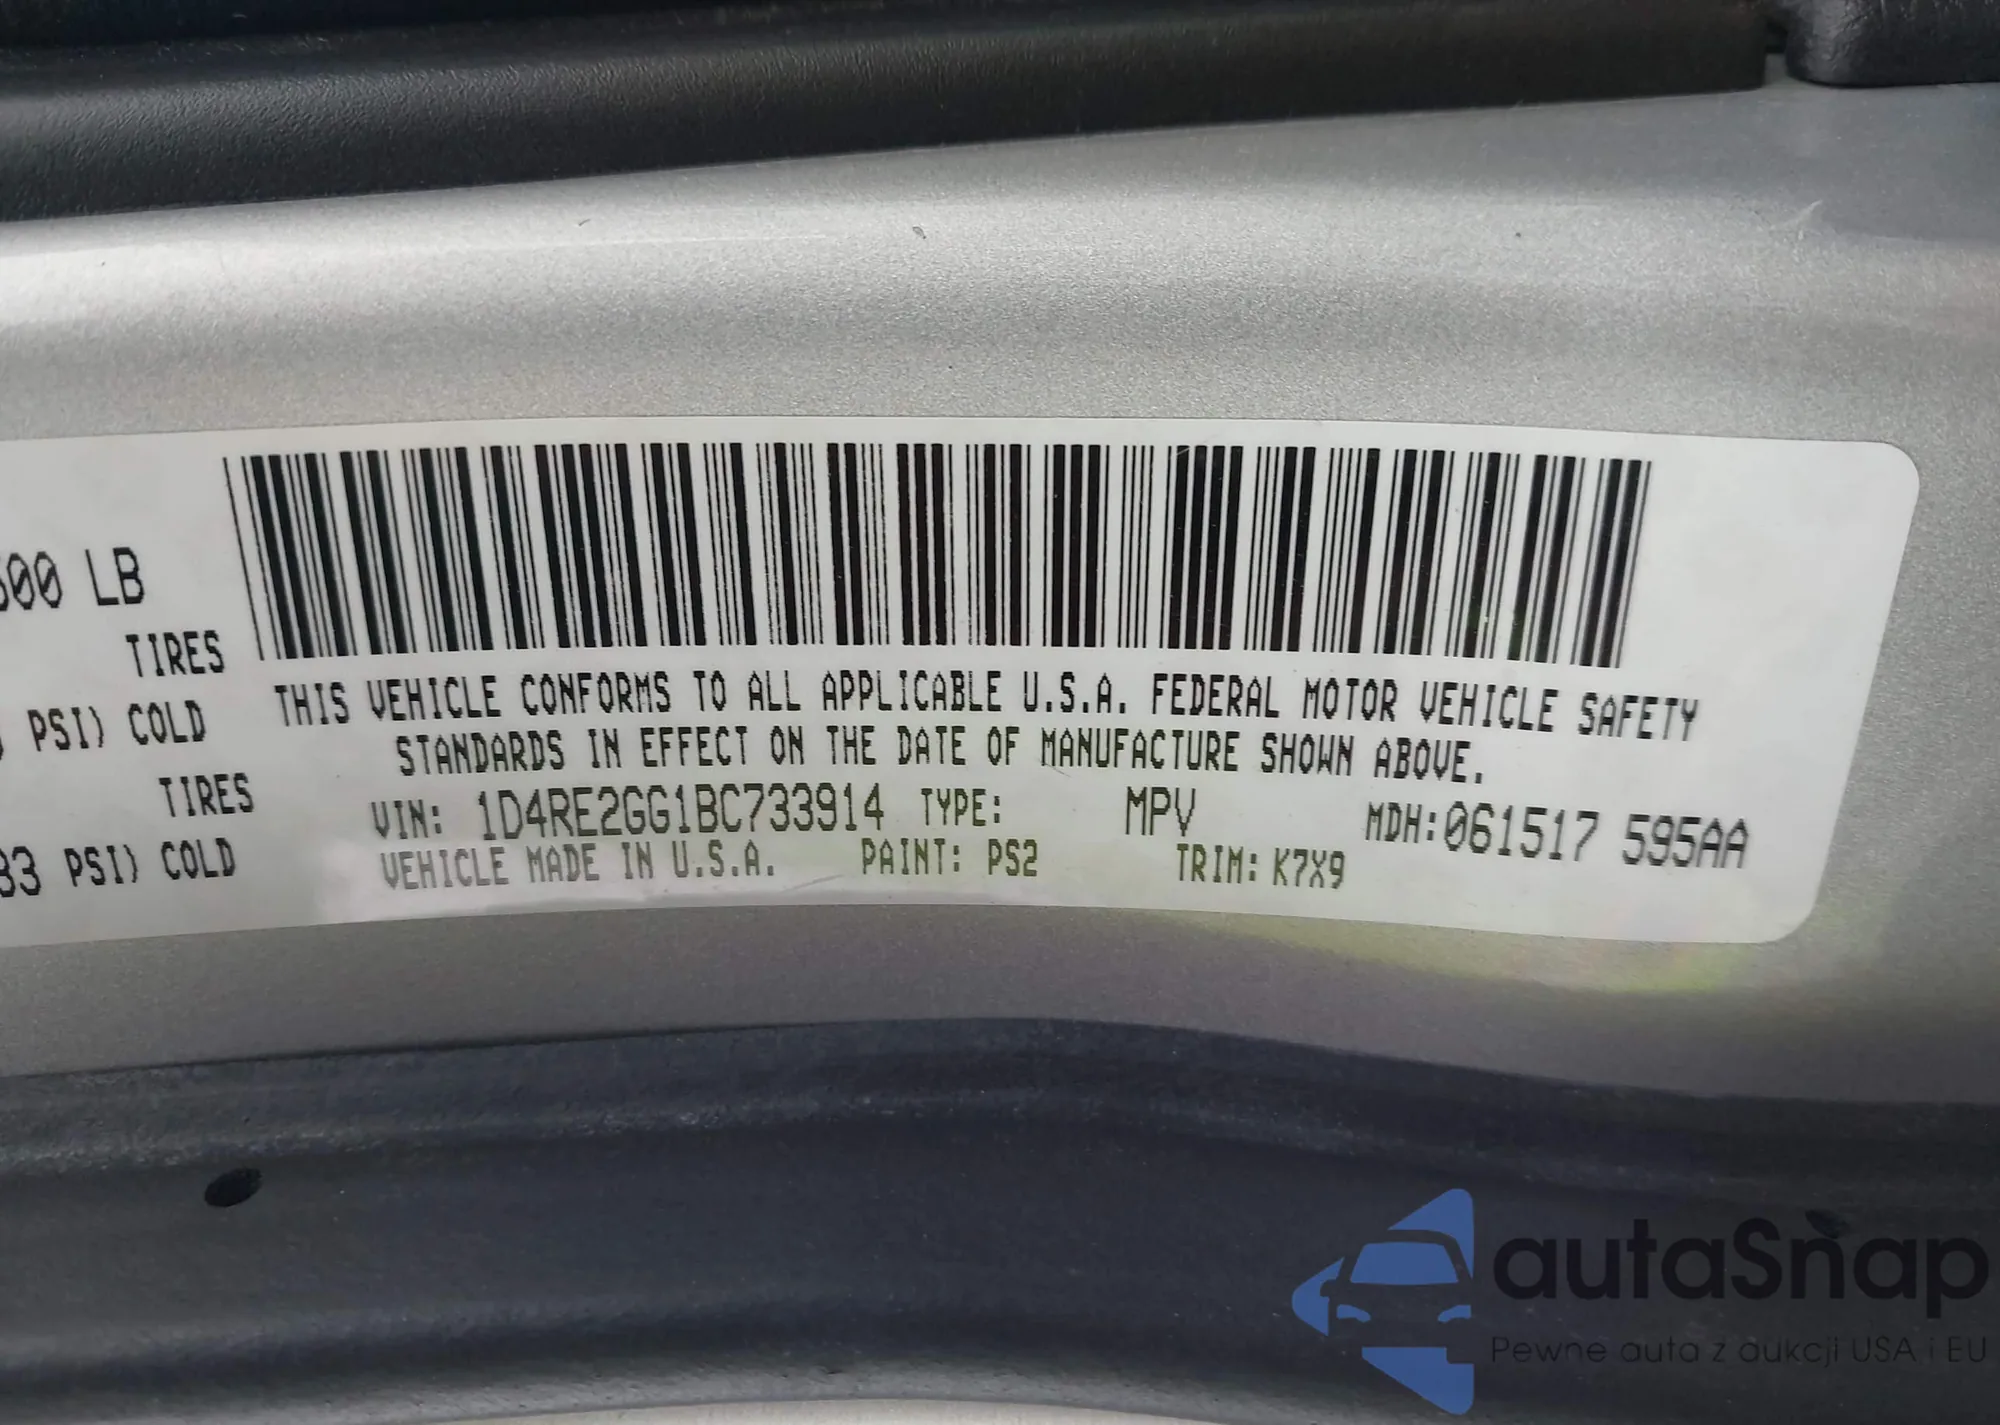 600 LB
TIRES
PSI) COLD
TIRES
33 PSI) COLD
THIS VEHICLE CONFORMS TO ALL APPLICABLE U.S.A. FEDERAL MOTOR VEHICLE SAFETY
STANDARDS IN EFFECT ON THE DATE OF MANUFACTURE SHOWN ABOVE.
VIN: 1D4RE2GG1BC733914 TYPE: MPV MDH:061517 595AA
VEHICLE MADE IN U.S.A. PAINT: PS2 TRIM: K7X9
autaSnap
Pewne auta z aukcji USA i EU